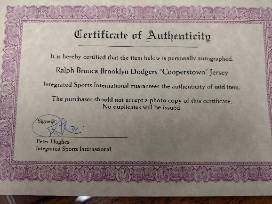 Certificate of Authenticity
It is hereby certified that the item below is personally autographed.
Ralph Branca Brooklyn Dodgers "Cooperstown" Jersey
Integrated Sports International guarantees the authenticity of said item.
The purchaser should not accept a photo copy of this certificate.
No duplicates will be issued.
Peter Hughes
Integrated Sports International